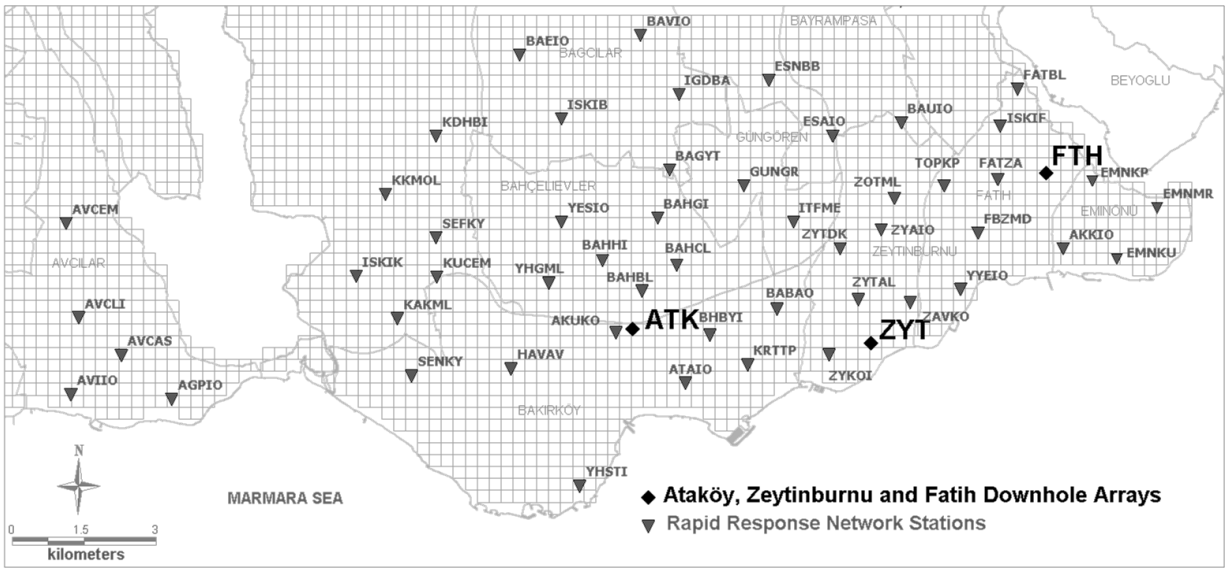 BAVIO
BAYRAMPASA
BAEIO
BAGCILAR
ESNBB
FATBL
BEYOGLU
IGDBA
ISKIB
BAUIO
KDHBI
ESAIO
ISKIF
GÜNGÖREN
BAGYT
FTH
TOPKP
FATZA
GUNGR
EMNKP
KKMOL
BAHÇELIEVLER
ZOTML
FATIH
EMNMR
AVCEM
YESIO
BAHGI
ITFME
EMINONU
SEFKY
ZYTDK
ZYAIO
FBZMD
AKKIO
BAHHI
BAHCL
ZEYTINBURNU
EMNKU
AVCILAR
ISKIK
KUCEM
YHGML
BAHBL
ZYTAL
YYEIO
AVCLI
KAKML
BABAO
AKUKO
ATK
BHBYI
ZAVKO
ZYT
AVCAS
HAVAV
KRTTP
SENKY
ATAIO
ZYKOI
AVIIO
AGPIO
BAKIRKÖY
N
YHSTI
MARMARA SEA
Ataköy, Zeytinburnu and Fatih Downhole Arrays
Rapid Response Network Stations
0 1.5 3
kilometers